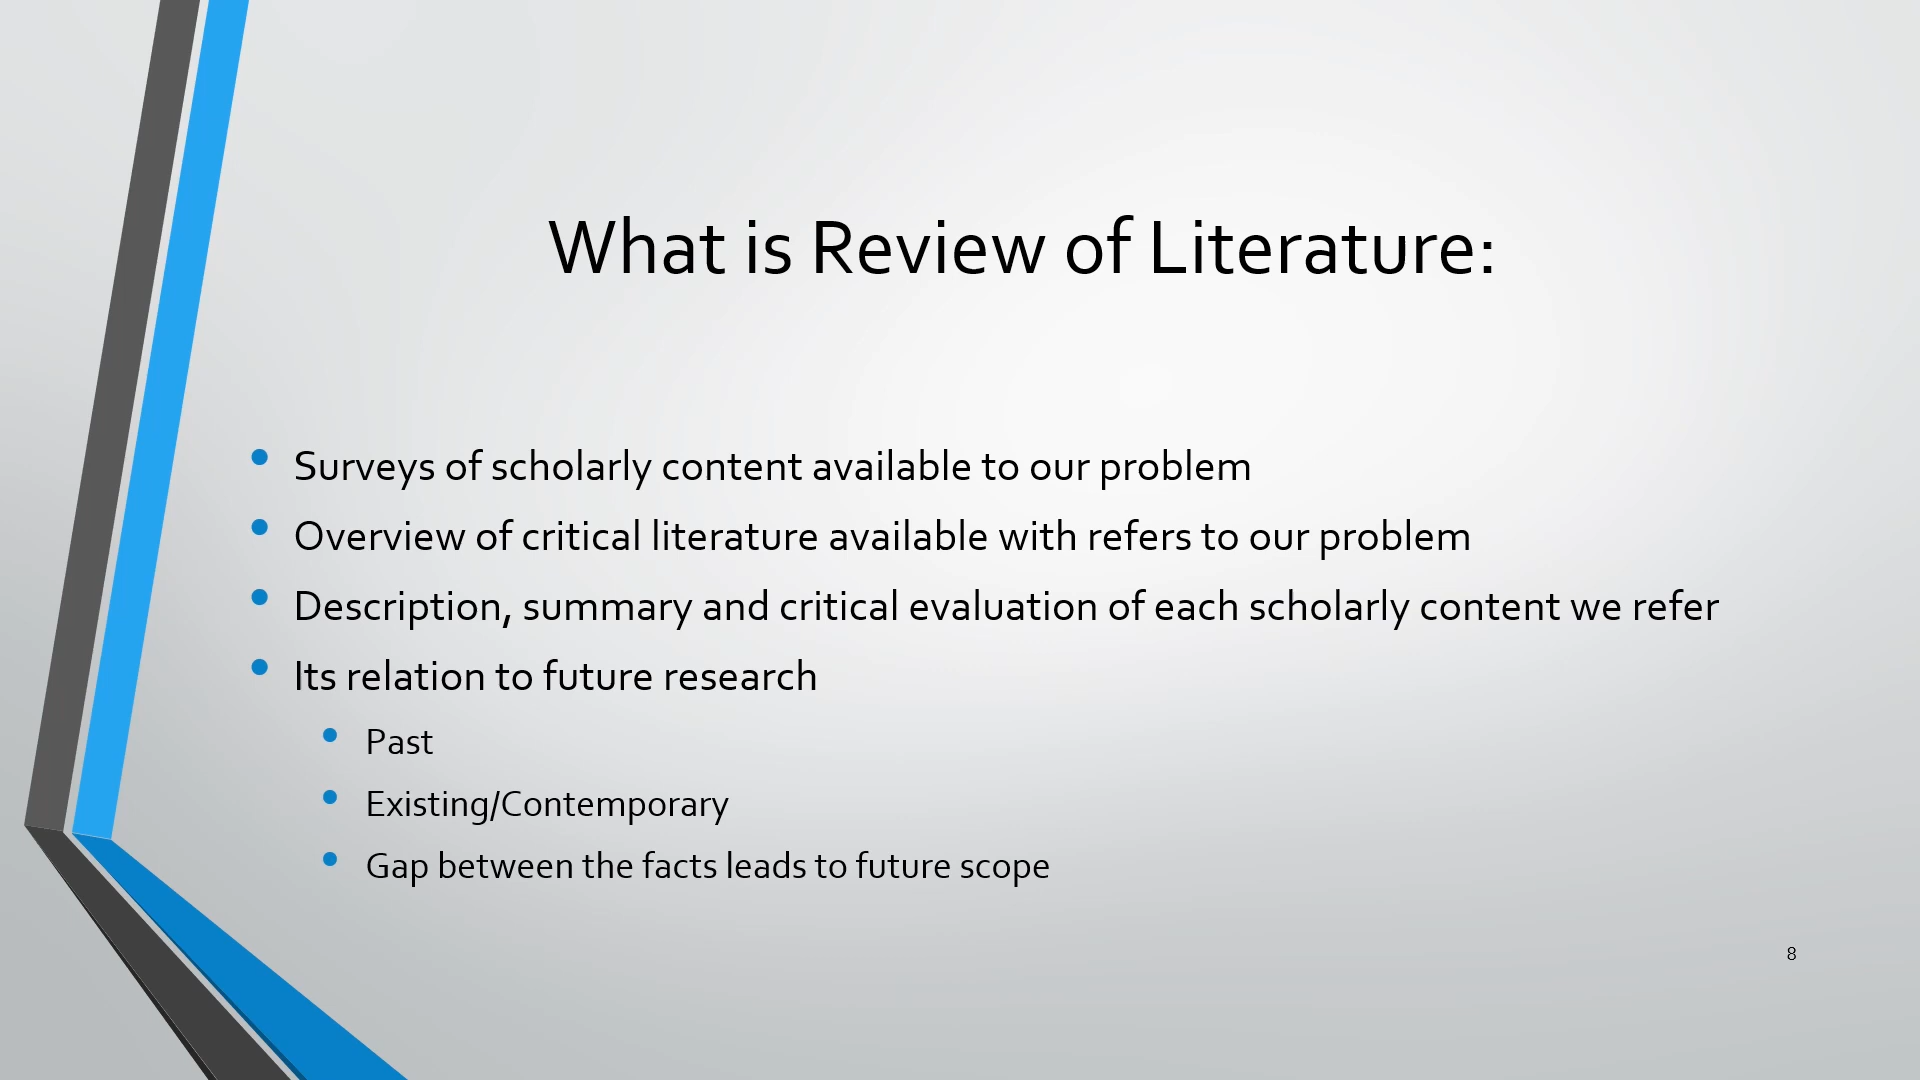 What is Review of Literature:
Surveys of scholarly content available to our problem
Overview of critical literature available with refers to our problem
Description, summary and critical evaluation of each scholarly content we refer
Its relation to future research
Past
Existing/Contemporary
Gap between the facts leads to future scope
8